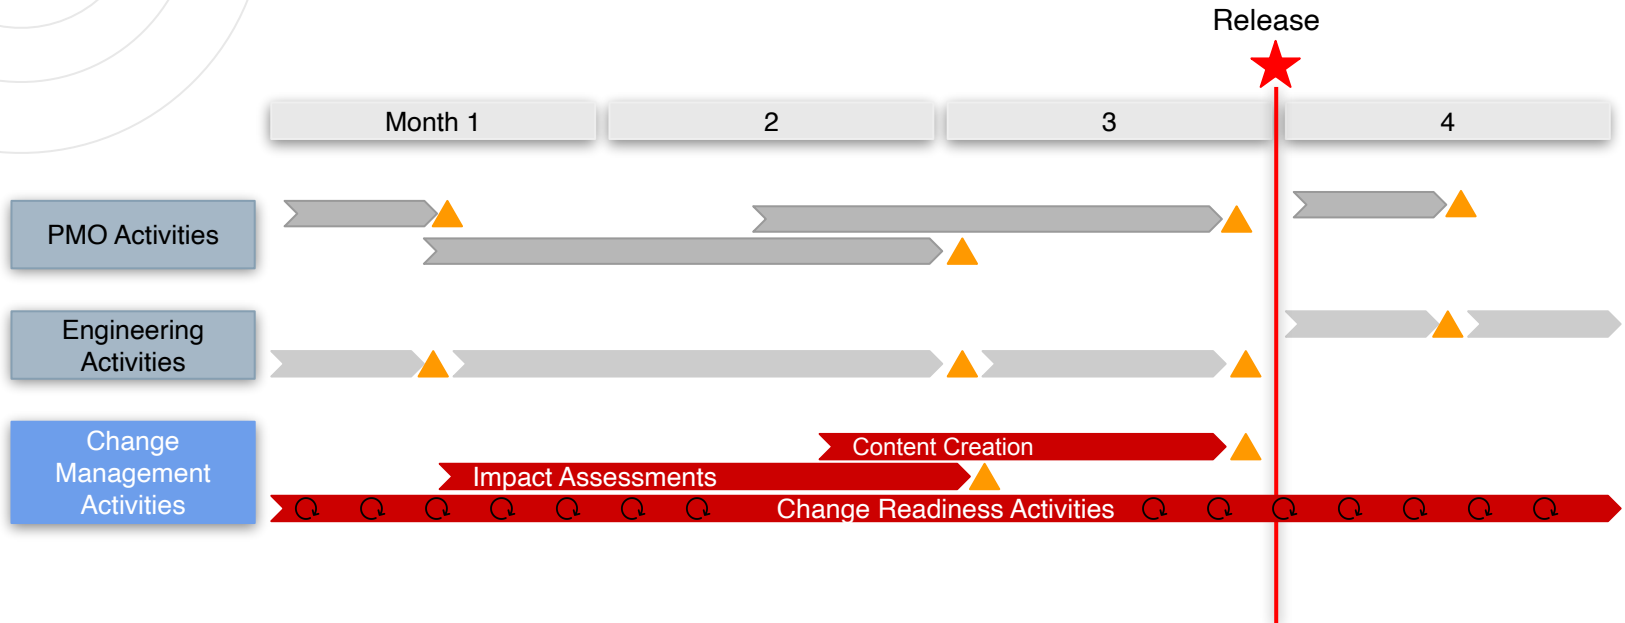 Release
Month 1
2
3
4
PMO Activities
Engineering
Activities
Change
Management
Activities
Content Creation
Impact Assessments
Change Readiness Activities